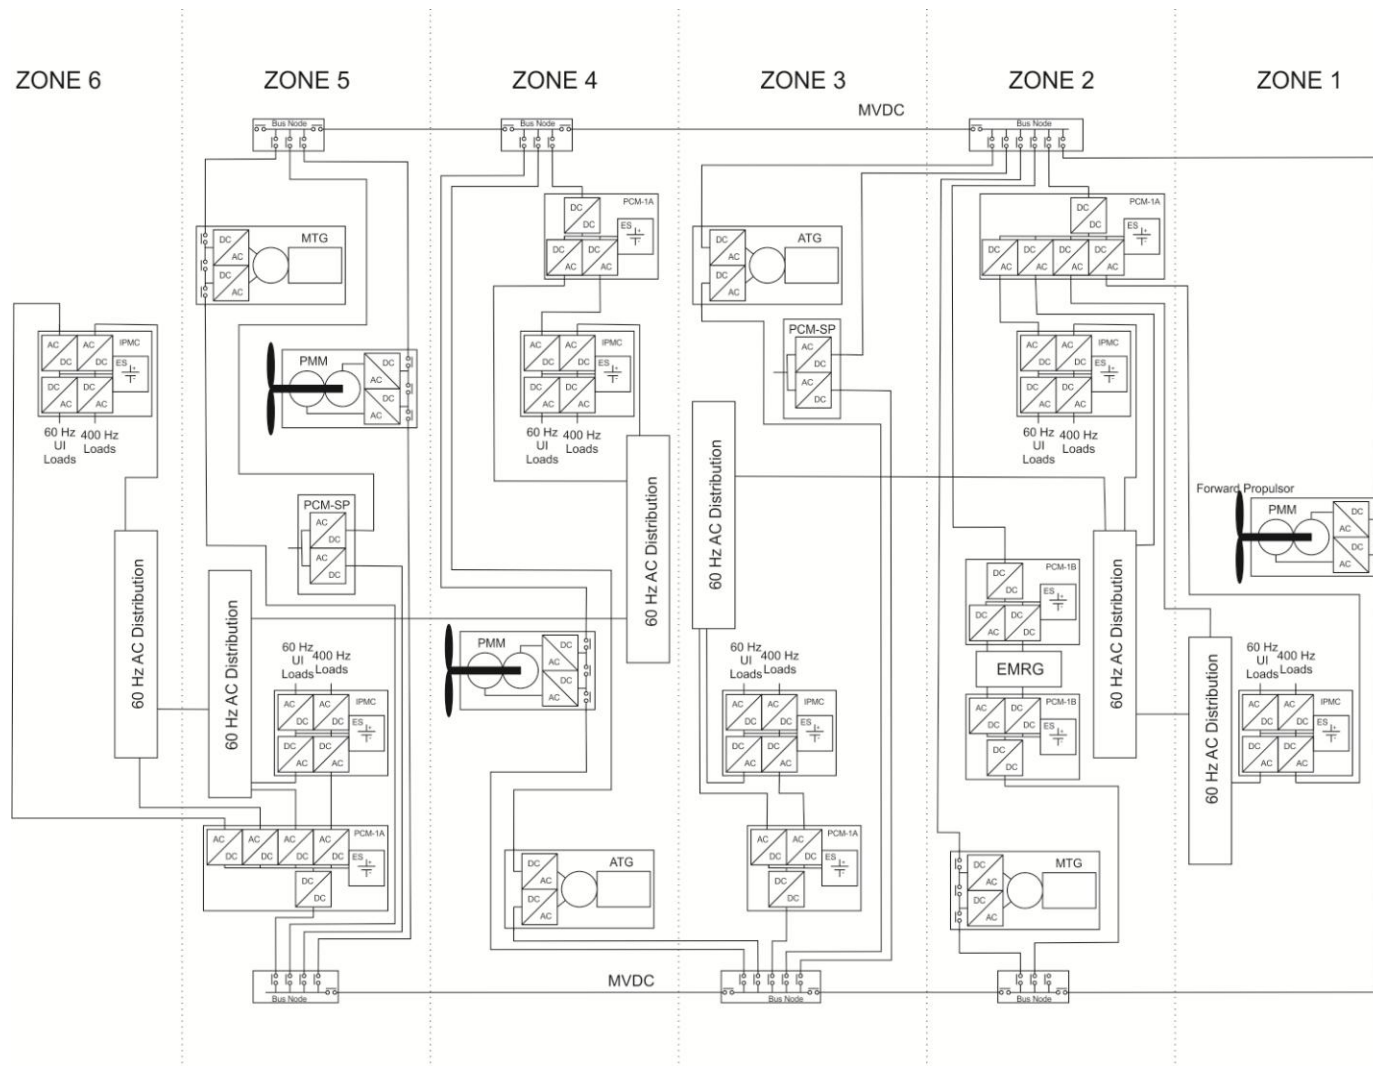 ZONE 6
ZONE 5
ZONE 4
ZONE 3
ZONE 2
ZONE 1
MVDC
Bus Node
Bus Node
Bus Node
MTG
DC
AC
DC
AC
PCM-1A
DC
DC
ES
DC
AC
DC
AC
ATG
DC
AC
DC
AC
PCM-1A
DC
DC
ES
DC
AC
DC
AC
DC
AC
DC
AC
IPMC
AC
DC
AC
DC
ES
DC
AC
DC
AC
60 Hz
UI
Loads
400 Hz
Loads
PMM
DC
AC
DC
AC
IPMC
AC
DC
AC
DC
ES
DC
AC
DC
AC
60 Hz
UI
Loads
400 Hz
Loads
PCM-SP
AC
DC
AC
DC
IPMC
AC
DC
AC
DC
ES
DC
AC
DC
AC
60 Hz
UI
Loads
400 Hz
Loads
PCM-SP
AC
DC
AC
DC
60 Hz AC Distribution
60 Hz AC Distribution
60 Hz AC Distribution
60 Hz AC Distribution
60 Hz AC Distribution
60 Hz AC Distribution
Forward Propulsor
PMM
DC
AC
DC
AC
PCM-1B
DC
DC
ES
DC
AC
DC
AC
EMRG
PCM-1B
AC
DC
DC
DC
ES
DC
DC
PMM
DC
AC
DC
AC
60 Hz
UI
Loads
400 Hz
Loads
IPMC
AC
DC
AC
DC
ES
DC
AC
DC
AC
60 Hz
UI
Loads
400 Hz
Loads
IPMC
AC
DC
AC
DC
ES
DC
AC
DC
AC
60 Hz
UI
Loads
400 Hz
Loads
IPMC
AC
DC
AC
DC
ES
DC
AC
DC
AC
PCM-1A
AC
DC
AC
DC
AC
DC
AC
DC
ES
DC
DC
ATG
DC
AC
DC
AC
PCM-1A
AC
DC
AC
DC
ES
DC
DC
MTG
DC
AC
DC
AC
MVDC
Bus Node
Bus Node
Bus Node